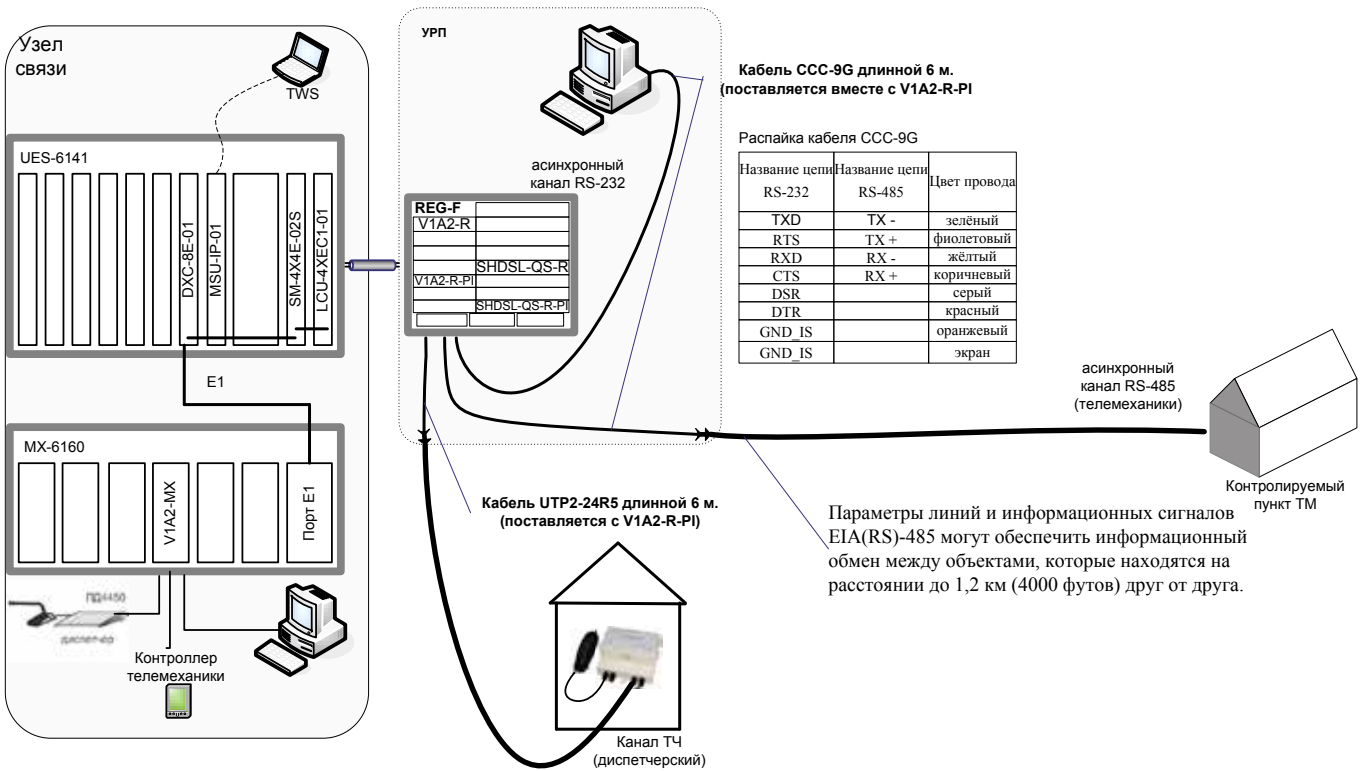 Узел
связи
TWS
UES-6141
DXC-8E-01
MSU-IP-01
SM-4X4E-02S
LCU-4XEC1-01
E1
MX-6160
V1A2-MX
Порт E1
ПД4450
Контроллер
телемеханики
УРП
асинхронный
канал RS-232
REG-F
V1A2-R
SHDSL-QS-R
V1A2-R-PI
SHDSL-QS-R-PI
Кабель ССС-9G длинной 6 м.
(поставляется вместе с V1A2-R-PI
Распайка кабеля ССС-9G
Название цепи RS-232 Название цепи RS-485 Цвет провода
TXD TX - зелёный
RTS TX + фиолетовый
RXD RX - жёлтый
CTS RX + коричневый
DSR серый
DTR красный
GND_IS оранжевый
GND_IS экран
асинхронный
канал RS-485
(телемеханики)
Контролируемый
пункт ТМ
Кабель UTP2-24R5 длинной 6 м.
(поставляется с V1A2-R-PI)
Параметры линий и информационных сигналов
EIA(RS)-485 могут обеспечить информационный
обмен между объектами, которые находятся на
расстоянии до 1,2 км (4000 футов) друг от друга.
Канал ТЧ
(диспетчерский)